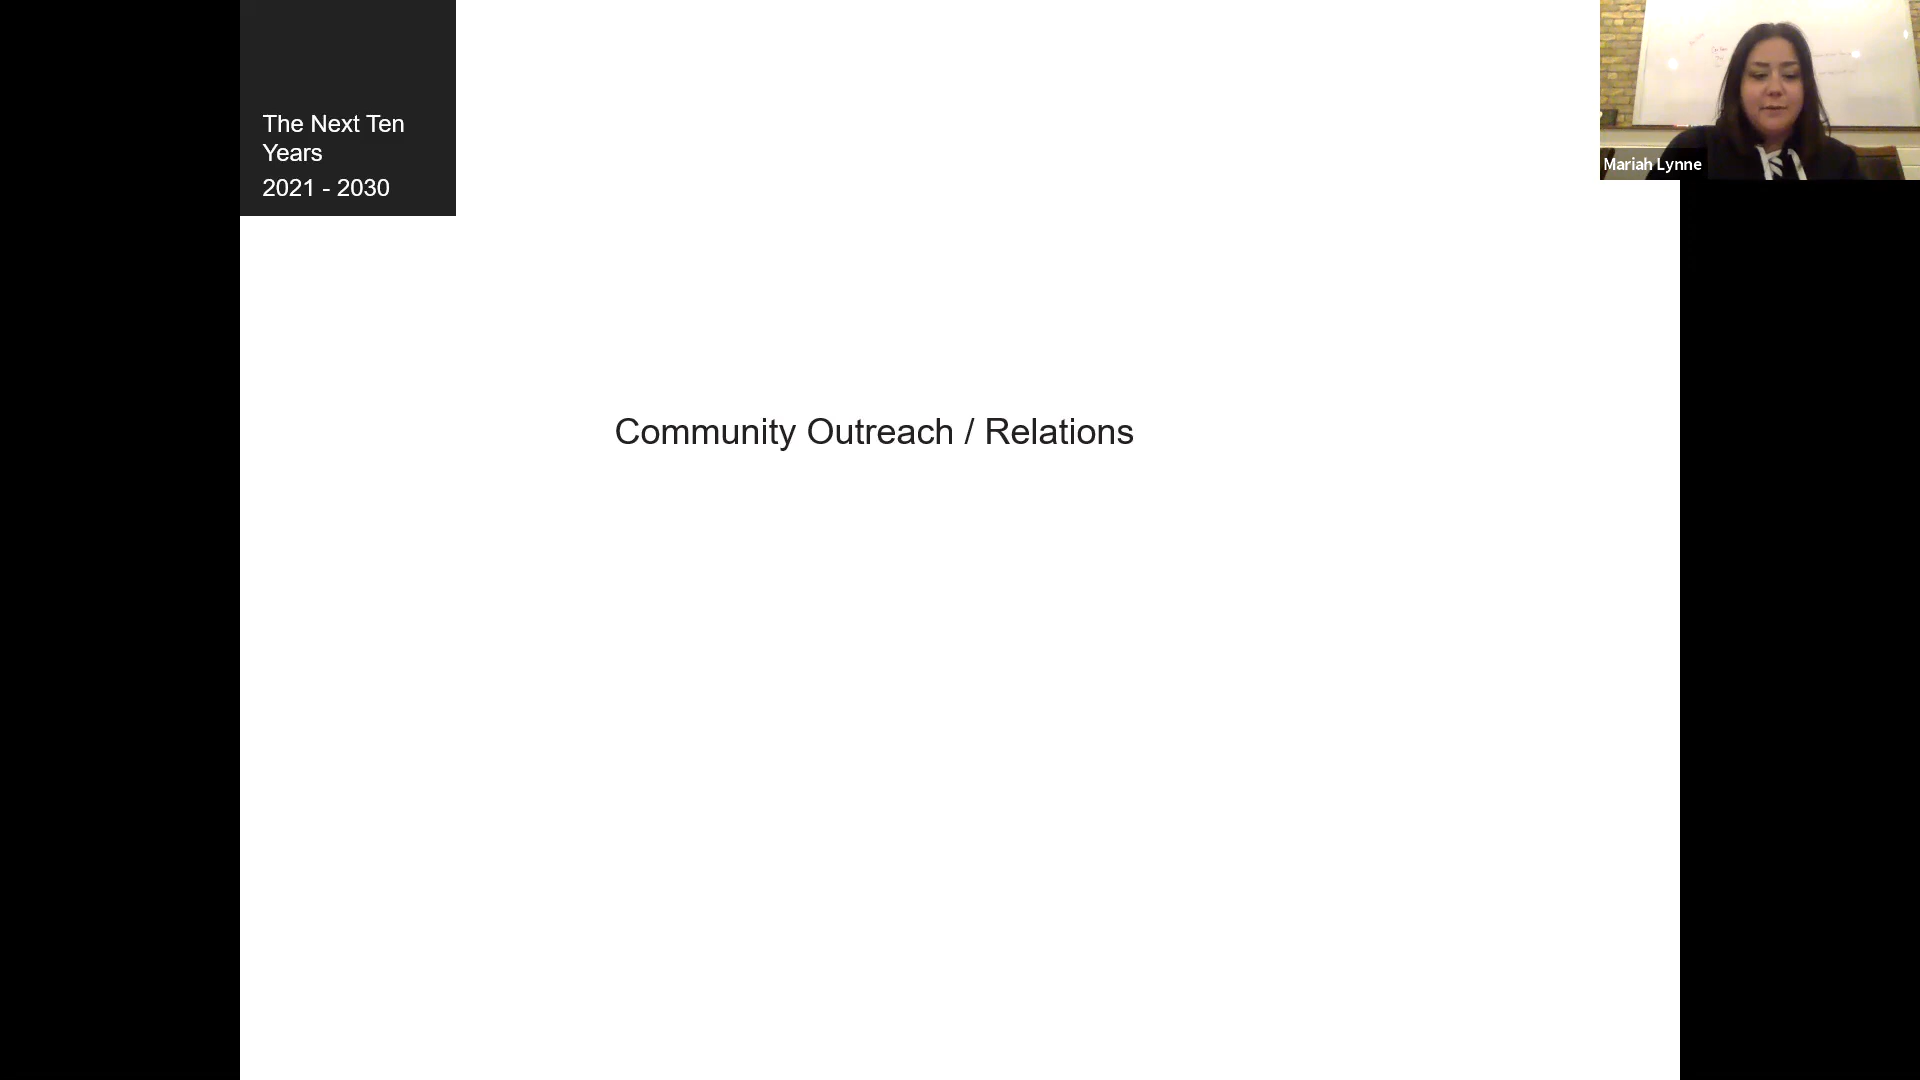 The Next Ten
Years
2021 - 2030
Mariah Lynne
Community Outreach / Relations